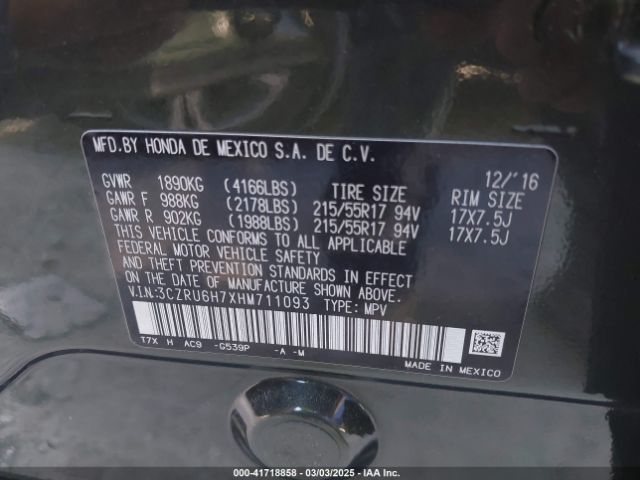 MFD.BY HONDA DE MEXICO S.A. DE C.V.
12/'16
GVWR 1890KG (4166LBS) TIRE SIZE RIM SIZE
GAWR F 988KG (2178LBS) 215/55R17 94V 17X7.5J
GAWR R 902KG (1988LBS) 215/55R17 94V 17X7.5J
THIS VEHICLE CONFORMS TO ALL APPLICABLE
FEDERAL MOTOR VEHICLE SAFETY
AND THEFT PREVENTION STANDARDS IN EFFECT
ON THE DATE OF MANUFACTURE SHOWN ABOVE.
V.I.N.:3CZRU6H7XHM711093 TYPE: MPV
T7X H AC9 -G539P -A -M
MADE IN MEXICO
000-41718858 - 03/03/2025 - IAA Inc.